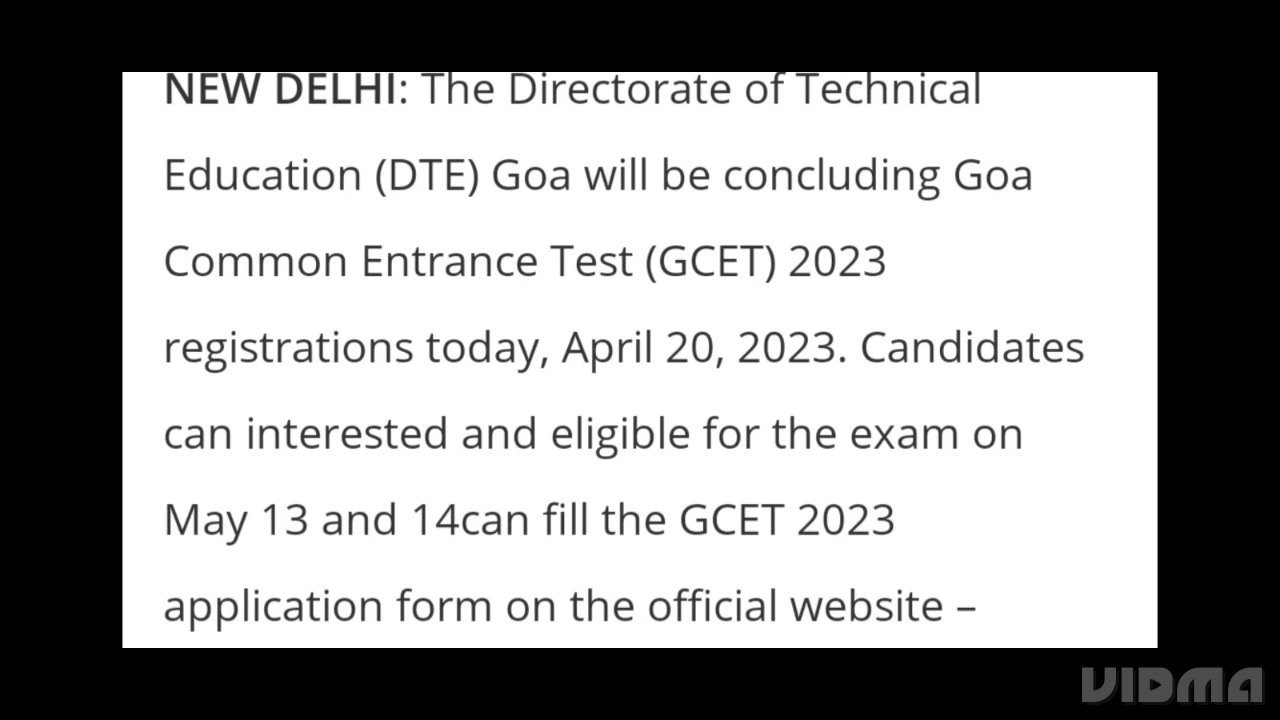 NEW DELHI: The Directorate of Technical
Education (DTE) Goa will be concluding Goa
Common Entrance Test (GCET) 2023
registrations today, April 20, 2023. Candidates
can interested and eligible for the exam on
May 13 and 14can fill the GCET 2023
application form on the official website –
VIDMA